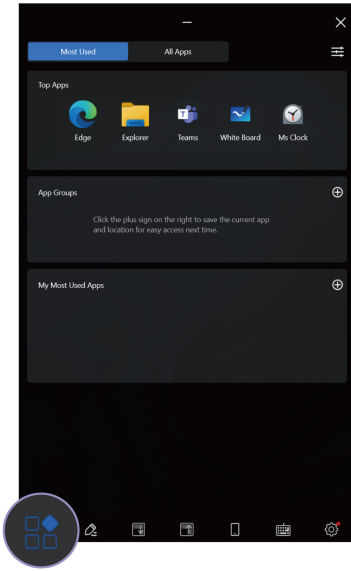 Most Used
All Apps
Top Apps
Edge
Explorer
Teams
White Board
Ms Clock
App Groups
Click the plus sign on the right to save the current app
and location for easy access next time.
My Most Used Apps